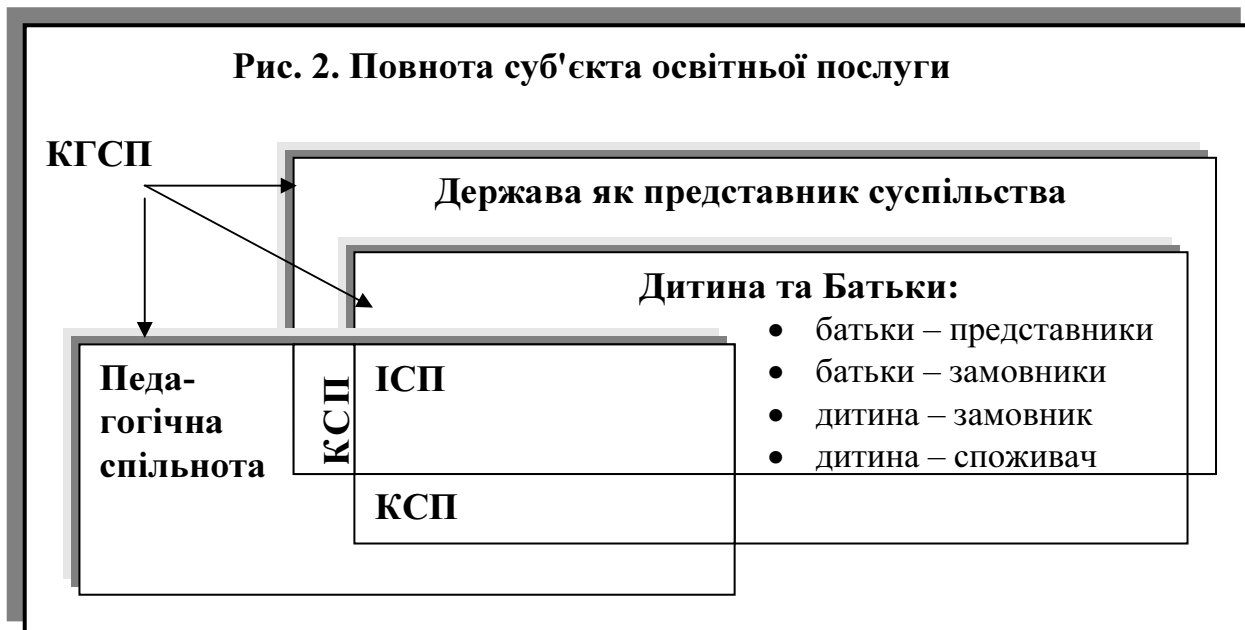 Рис. 2. Повнота суб'єкта освітньої послуги
КГСП
Держава як представник суспільства
Дитина та Батьки:
• батьки – представники
• батьки – замовники
• дитина – замовник
• дитина – споживач
Педа-
гогічна
спільнота
КСП
ІСП
КСП